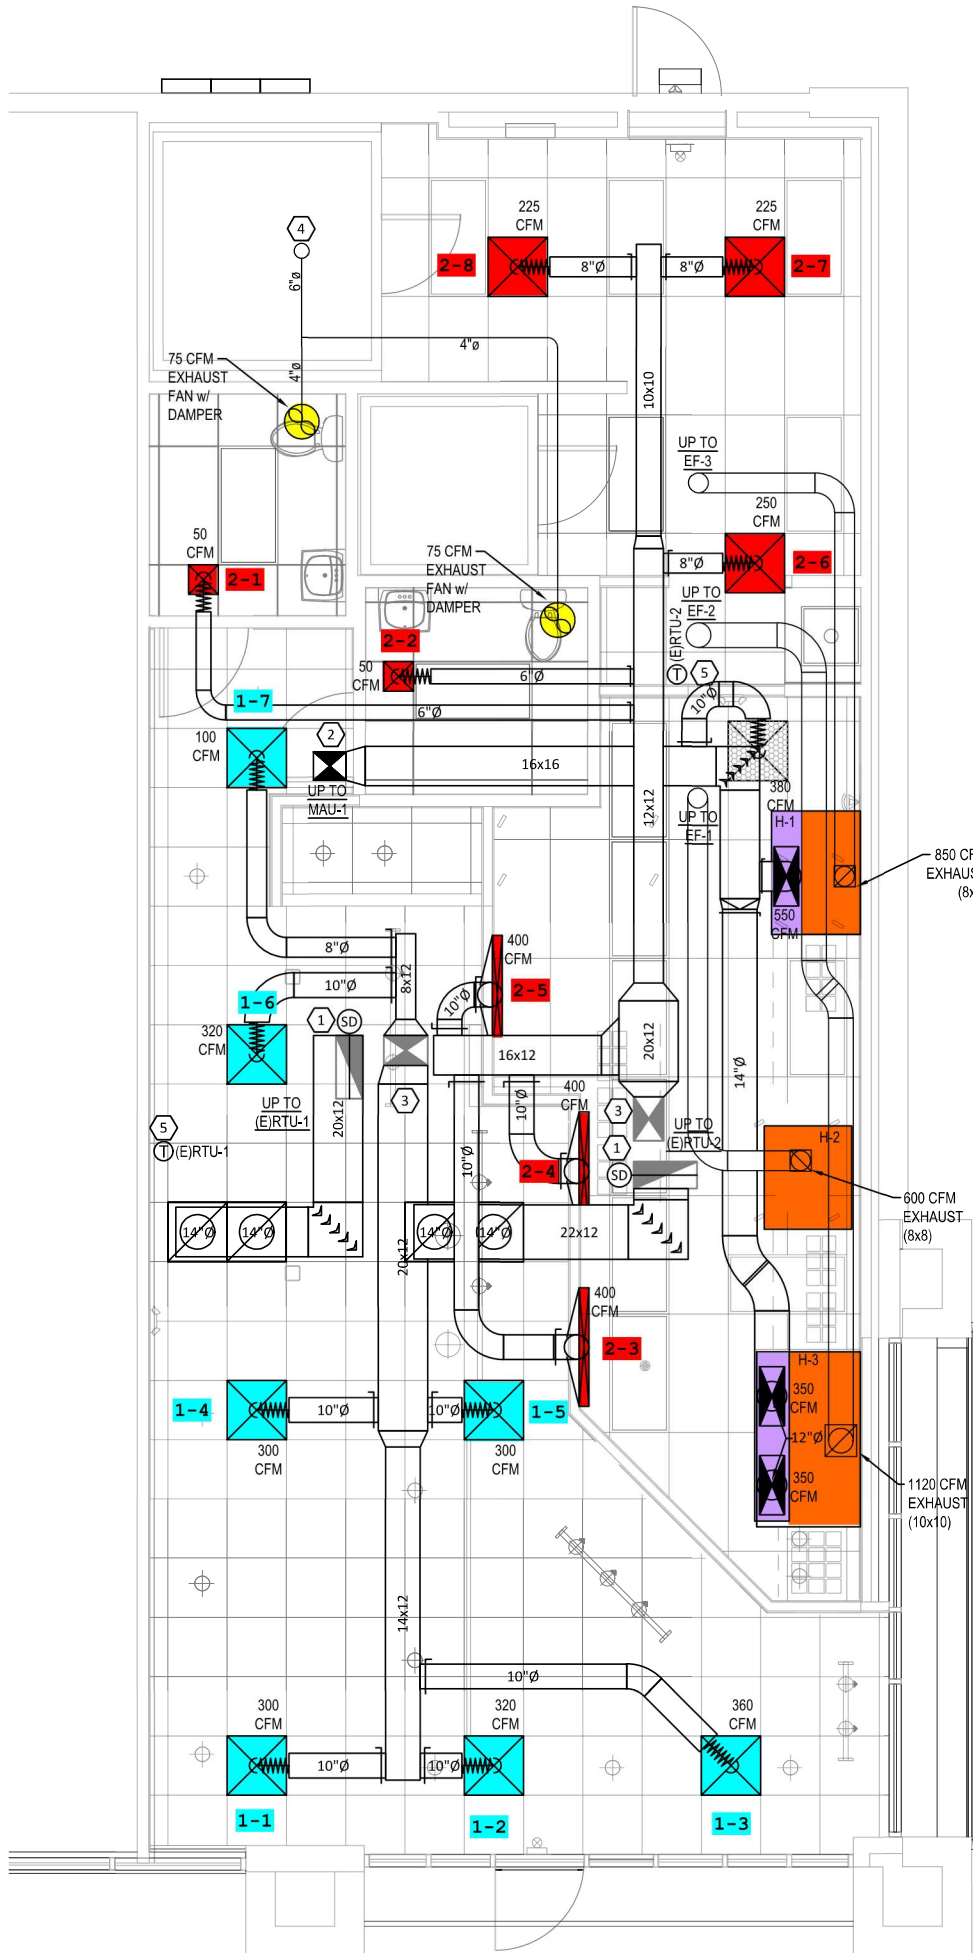 225
CFM
225
CFM
2-8
8"Ø
8"Ø
2-7
4
6"ø
4"ø
4"ø
75 CFM
EXHAUST
FAN w/
DAMPER
10x10
UP TO
EF-3
50
CFM
2-1
250
CFM
8"Ø
2-6
75 CFM
EXHAUST
FAN w/
DAMPER
UP TO
EF-2
(E)RTU-2
T
5
2-2
50
CFM
6"Ø
6"Ø
10"Ø
1-7
100
CFM
2
UP TO
MAU-1
16x16
12x12
380
CFM
UP TO
EF-1
H-1
850 CF
EXHAUS
(8x
550
CFM
8"Ø
10"Ø
8x12
400
CFM
2-5
10"Ø
1-6
320
CFM
1
SD
20x12
UP TO
(E)RTU-1
3
16x12
20x12
14"Ø
400
CFM
10"Ø
10"Ø
3
1
SD
UP TO
(E)RTU-2
H-2
5
T
(E)RTU-1
2-4
600 CFM
EXHAUST
(8x8)
14"Ø
14"Ø
14"Ø
14"Ø
22x12
20x12
400
CFM
2-3
H-3
350
CFM
12"Ø
350
CFM
1-4
10"Ø
10"Ø
1-5
300
CFM
300
CFM
1120 CFM
EXHAUST
(10x10)
14x12
10"Ø
300
CFM
320
CFM
360
CFM
10"Ø
10"Ø
1-1
1-2
1-3